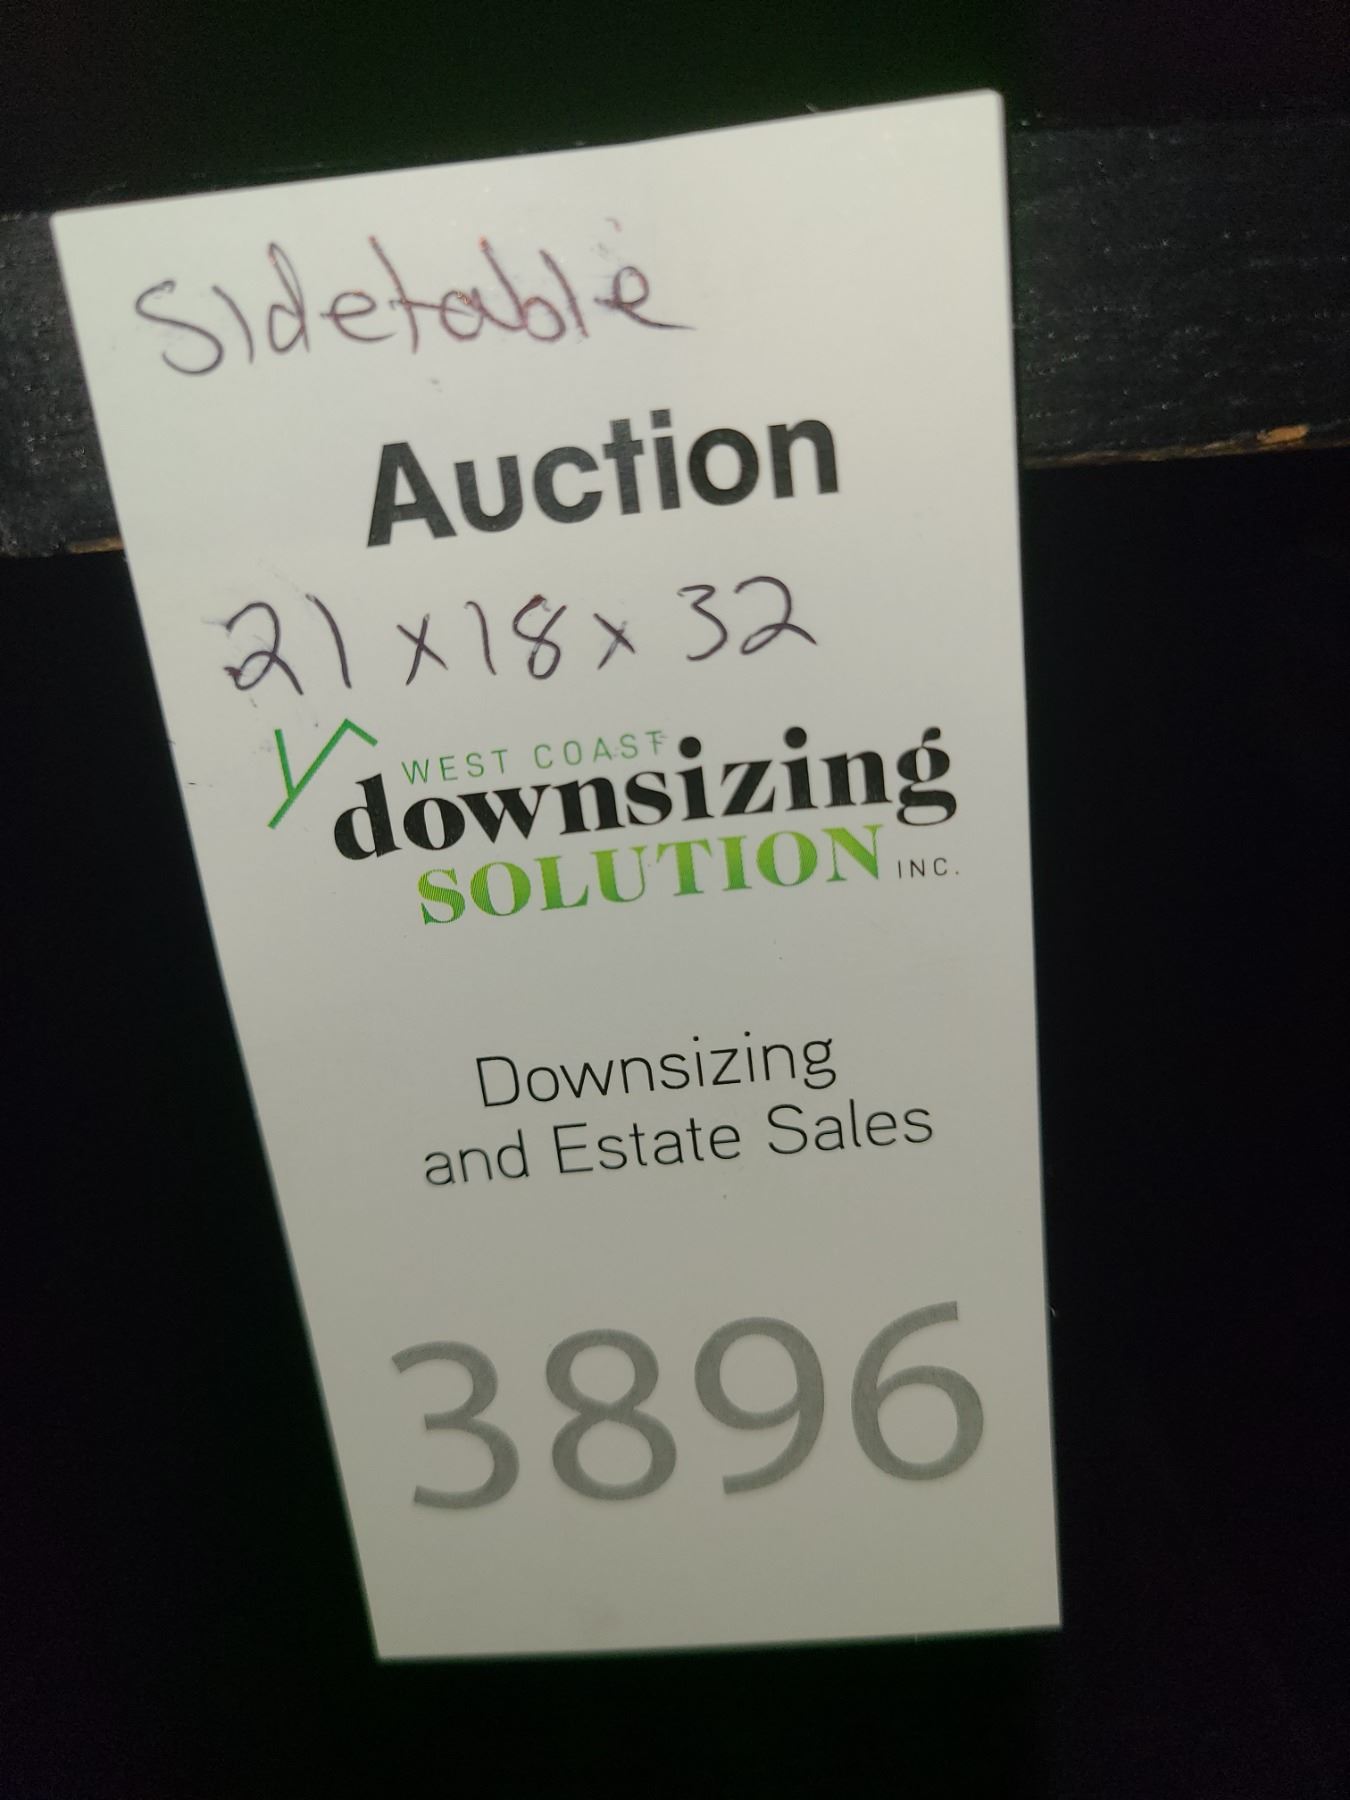 Sidetable
Auction
21 x 18 x 32
WEST COAST
downsizing
SOLUTION INC.
Downsizing
and Estate Sales
3896